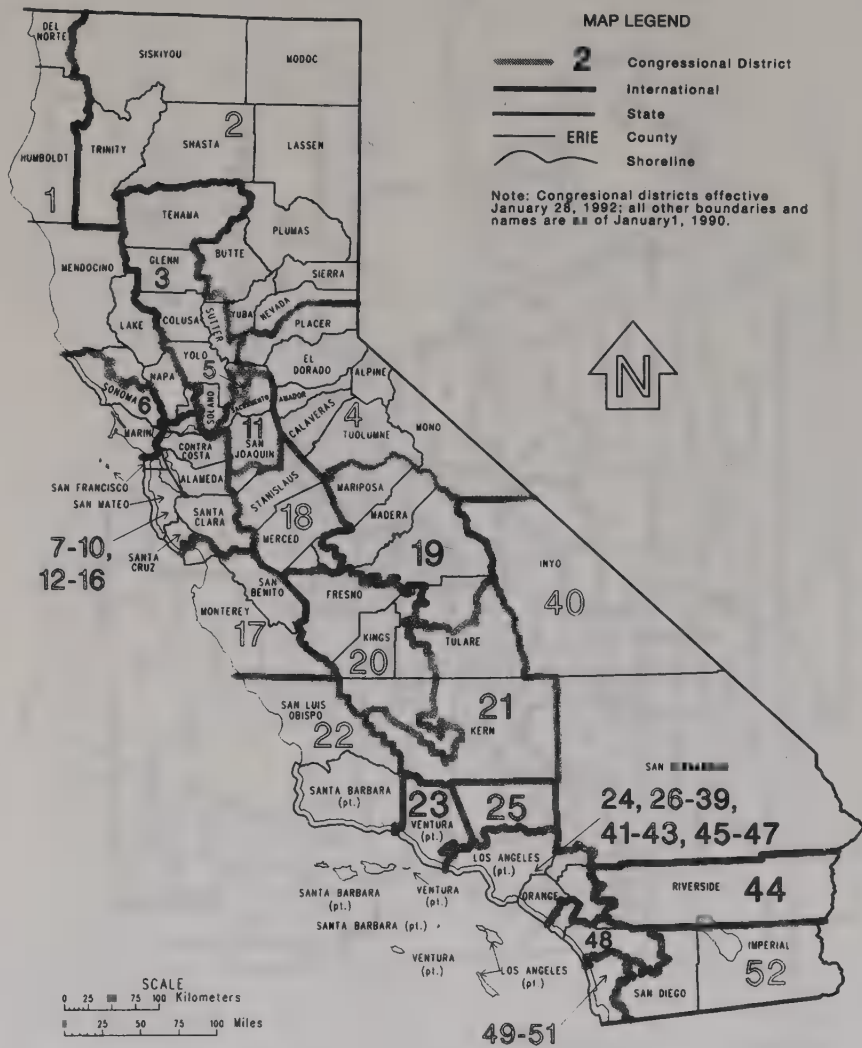 MAP LEGEND
2 Congressional District
International
State
ERIE County
Shoreline
Note: Congresional districts effective
January 28, 1992; all other boundaries and
names are of January1, 1990.
N
DEL
NORTE
SISKIYOU
MODOC
2
HUMBOLDT
TRINITY
SHASTA
LASSEN
1
TEHAMA
PLUMAS
MENDOCINO
GLENN
3
BUTTE
SIERRA
LAKE
COLUSA
SUTTER
YUBA
NEVADA
PLACER
YOLO
5
EL
DORADO
ALPINE
NAPA
SONOMA
6
SOLANO
SACRAMENTO
AMADOR
CALAVERAS
4
TUOLUMNE
MONO
MARIN
11
SAN
JOAQUIN
CONTRA
COSTA
ALAMEDA
SAN FRANCISCO
SAN MATEO
STANISLAUS
MARIPOSA
SANTA
CLARA
18
MADERA
7-10,
12-16
SANTA
CRUZ
MERCED
19
INYO
SAN
BENITO
FRESNO
40
MONTEREY
17
KINGS
20
TULARE
SAN LUIS
OBISPO
22
21
KERN
SAN
SANTA BARBARA
(pt.)
23
VENTURA
(pt.)
25
24, 26-39,
41-43, 45-47
LOS ANGELES
(pt.)
RIVERSIDE 44
ORANGE
SANTA BARBARA
(pt.)
VENTURA
(pt.)
SANTA BARBARA (pt.)
48
IMPERIAL
52
VENTURA
(pt.)
LOS ANGELES
(pt.)
SAN DIEGO
49-51
SCALE
0 25 100 Kilometers
0 25 50 75 100 Miles